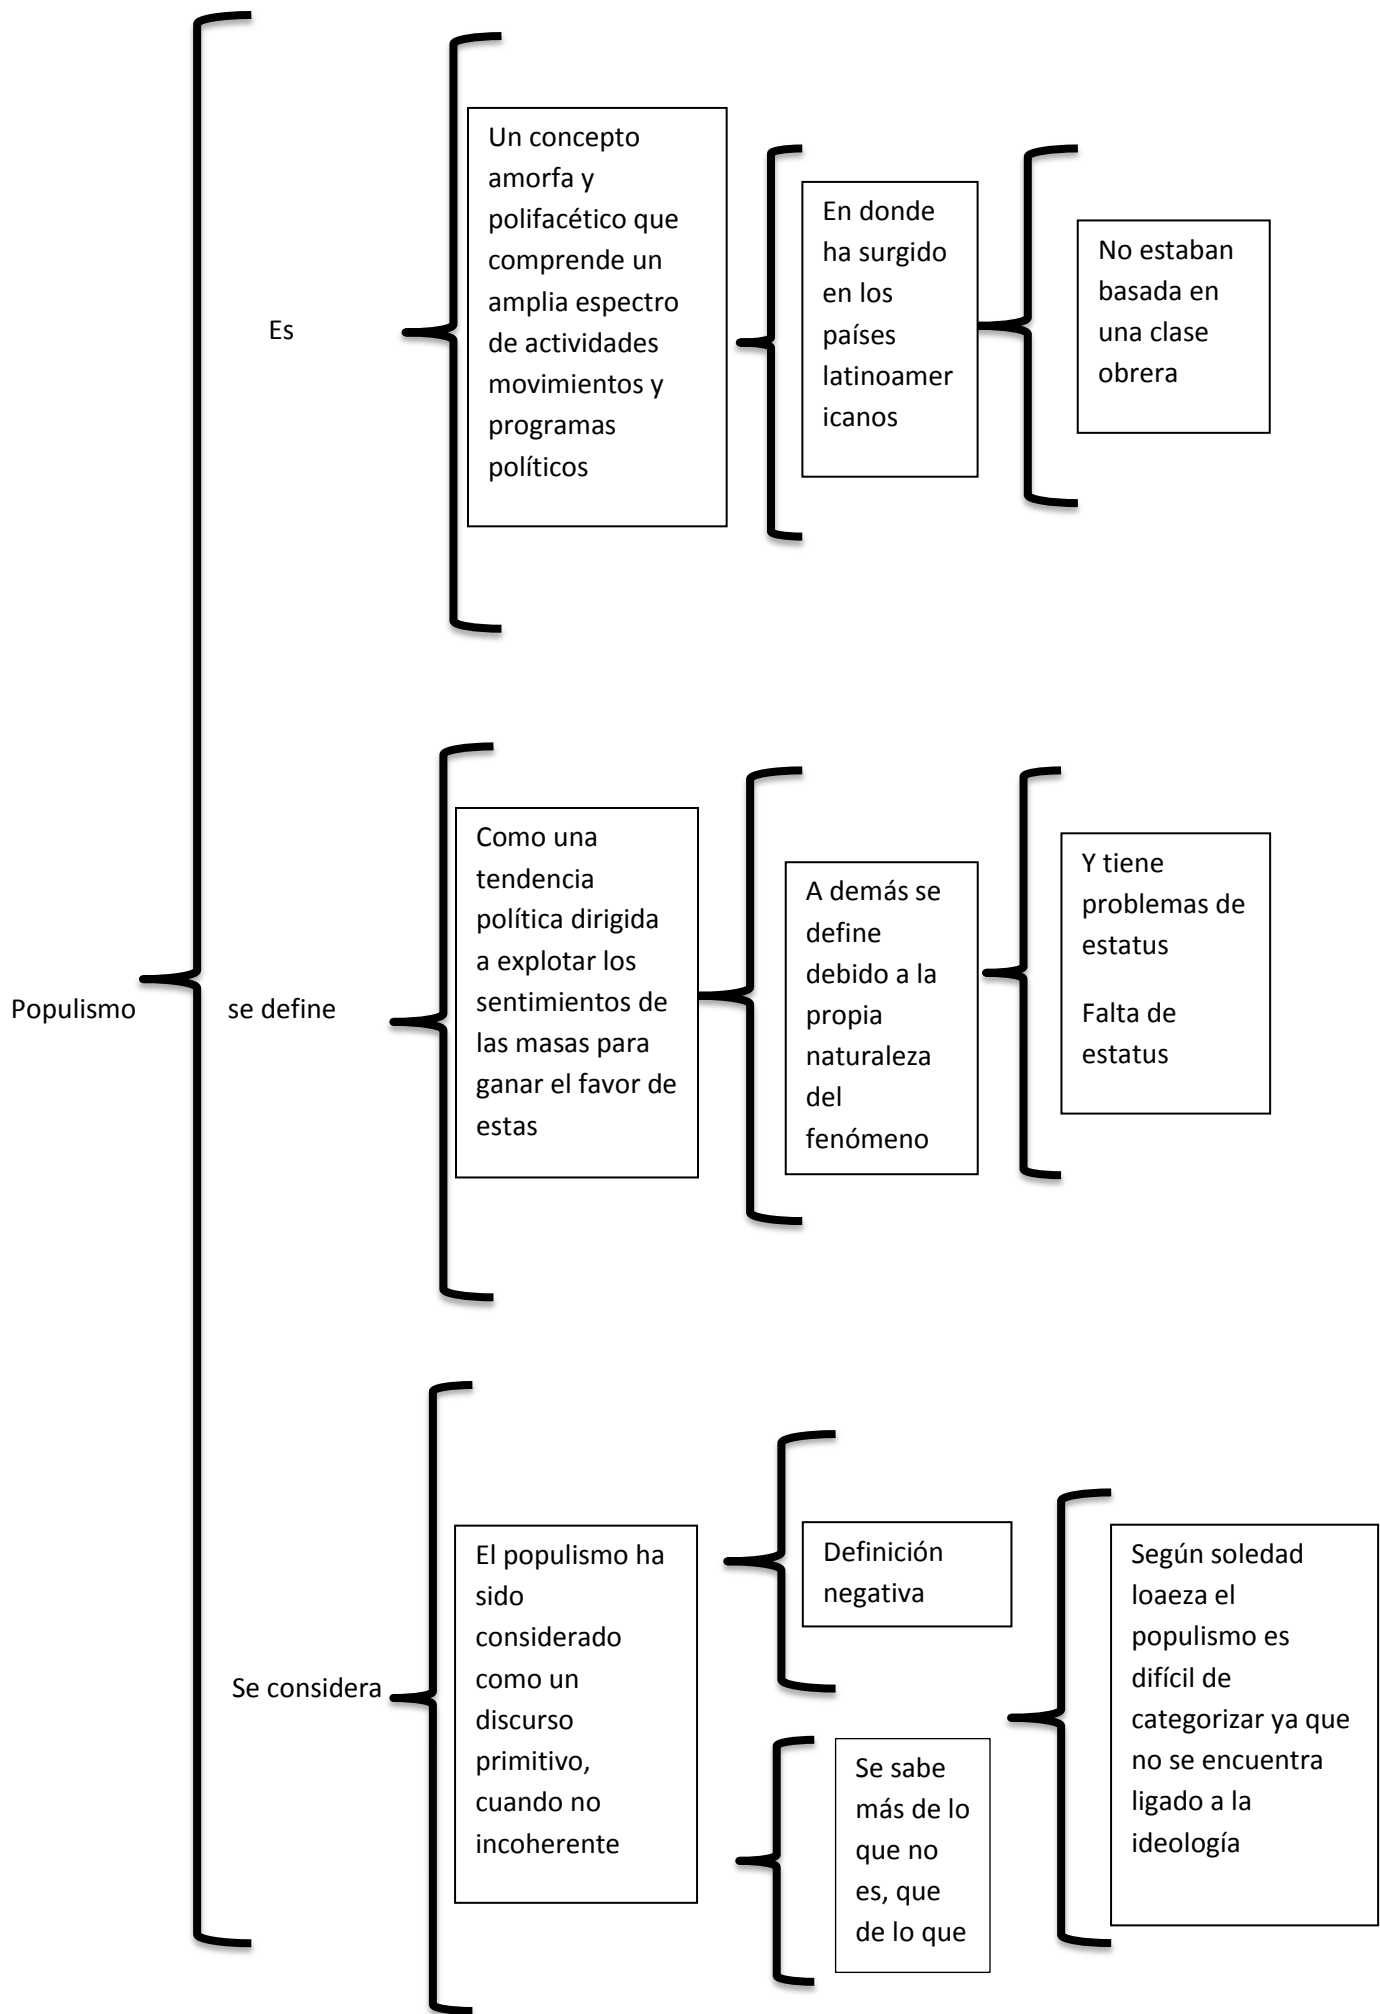 Populismo
Es
Un concepto
amorfa y
polifacético que
comprende un
amplia espectro
de actividades
movimientos y
programas
políticos
En donde
ha surgido
en los
países
latinoamer
icanos
No estaban
basada en
una clase
obrera
se define
Como una
tendencia
política dirigida
a explotar los
sentimientos de
las masas para
ganar el favor de
estas
A demás se
define
debido a la
propia
naturaleza
del
fenómeno
Y tiene
problemas de
estatus
Falta de
estatus
Se considera
El populismo ha
sido
considerado
como un
discurso
primitivo,
cuando no
incoherente
Definición
negativa
Se sabe
más de lo
que no
es, que
de lo que
Según soledad
loaeza el
populismo es
difícil de
categorizar ya que
no se encuentra
ligado a la
ideología